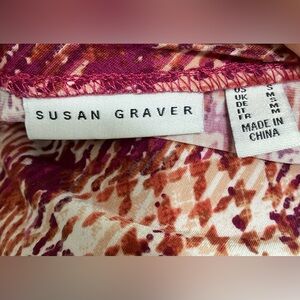 SUSAN GRAVER
US S
UK M
DE S
IT M
FR M
MADE IN
CHINA